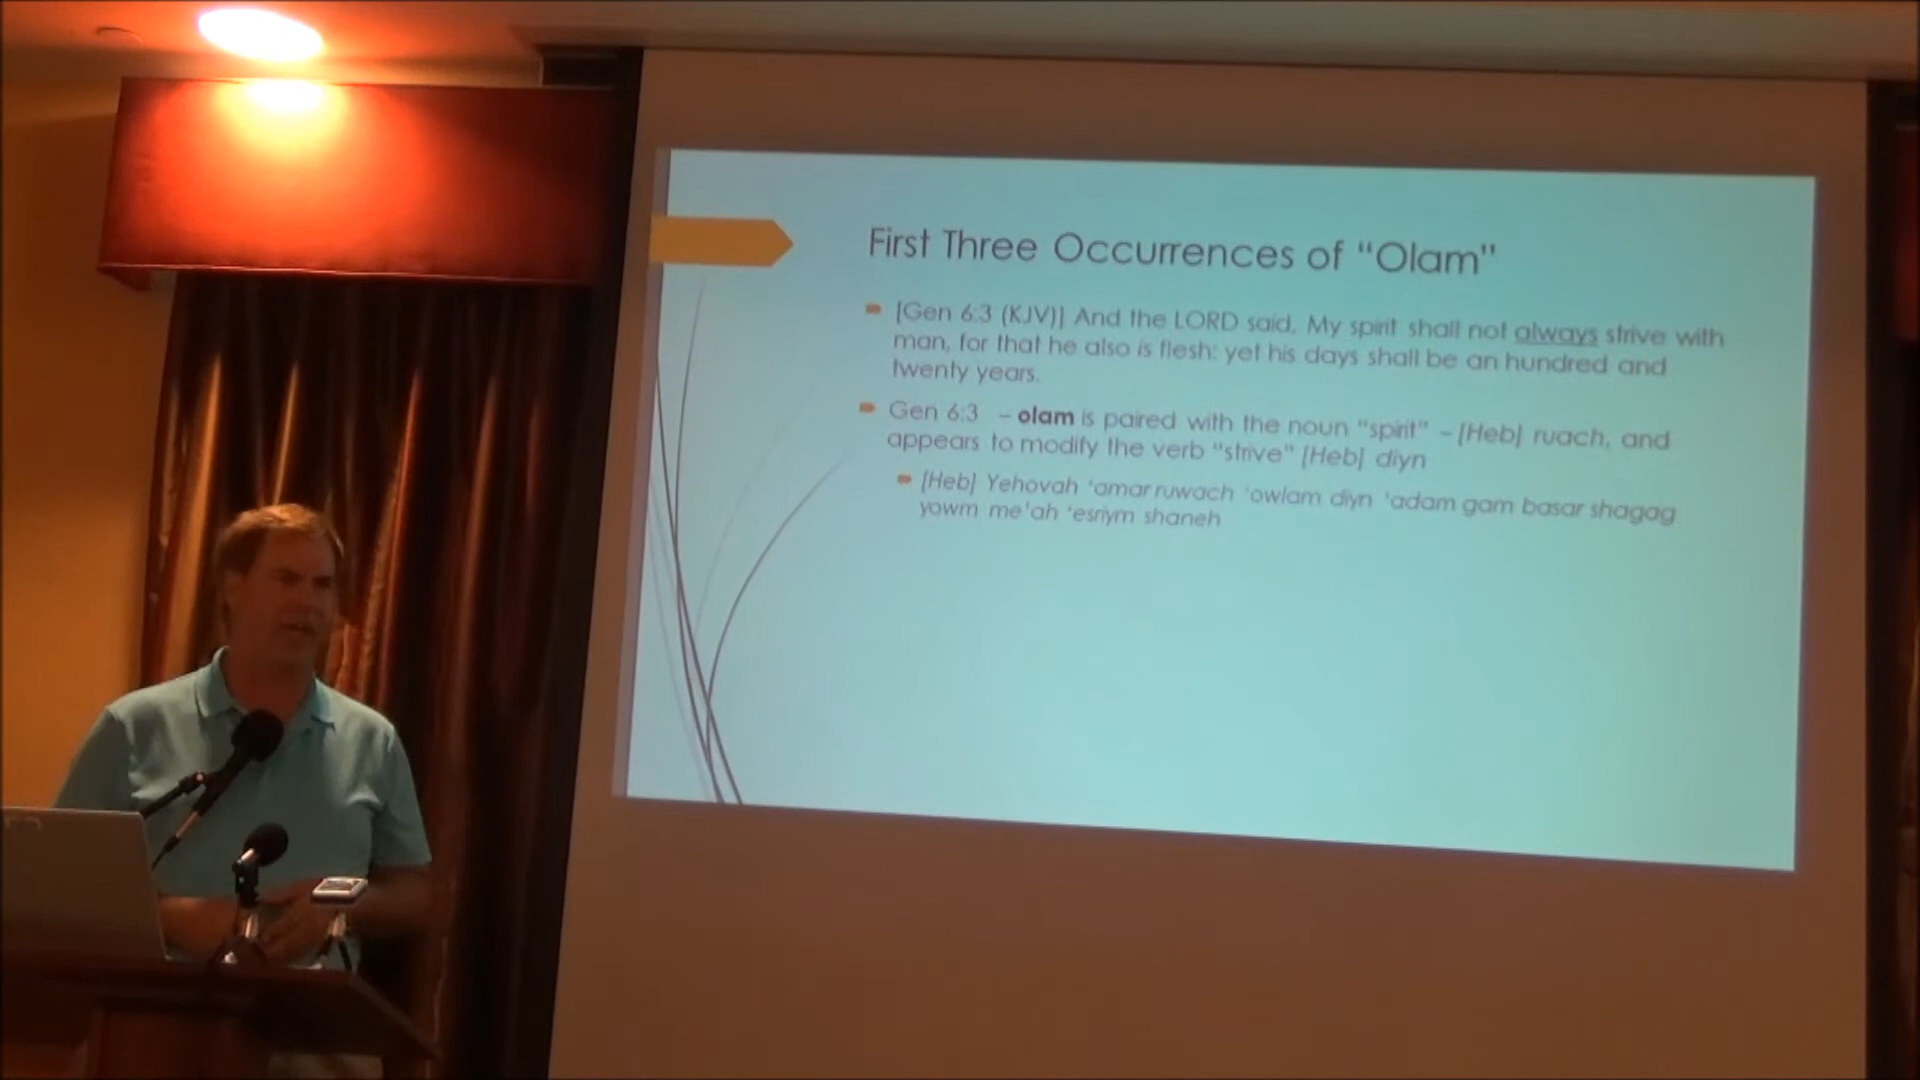 First Three Occurrences of “Olam”
[Gen 6:3 (KJV)] And the LORD said, My spirit shall not always strive with
man, for that he also is flesh: yet his days shall be an hundred and
twenty years.
Gen 6:3 – olam is paired with the noun “spirit” – [Heb] ruach, and
appears to modify the verb “strive” [Heb] diyn
[Heb] Yehovah ‘amar ruwach ‘owlam diyn ‘adam gam basar shagag
yowm me’ah ‘esriym shaneh